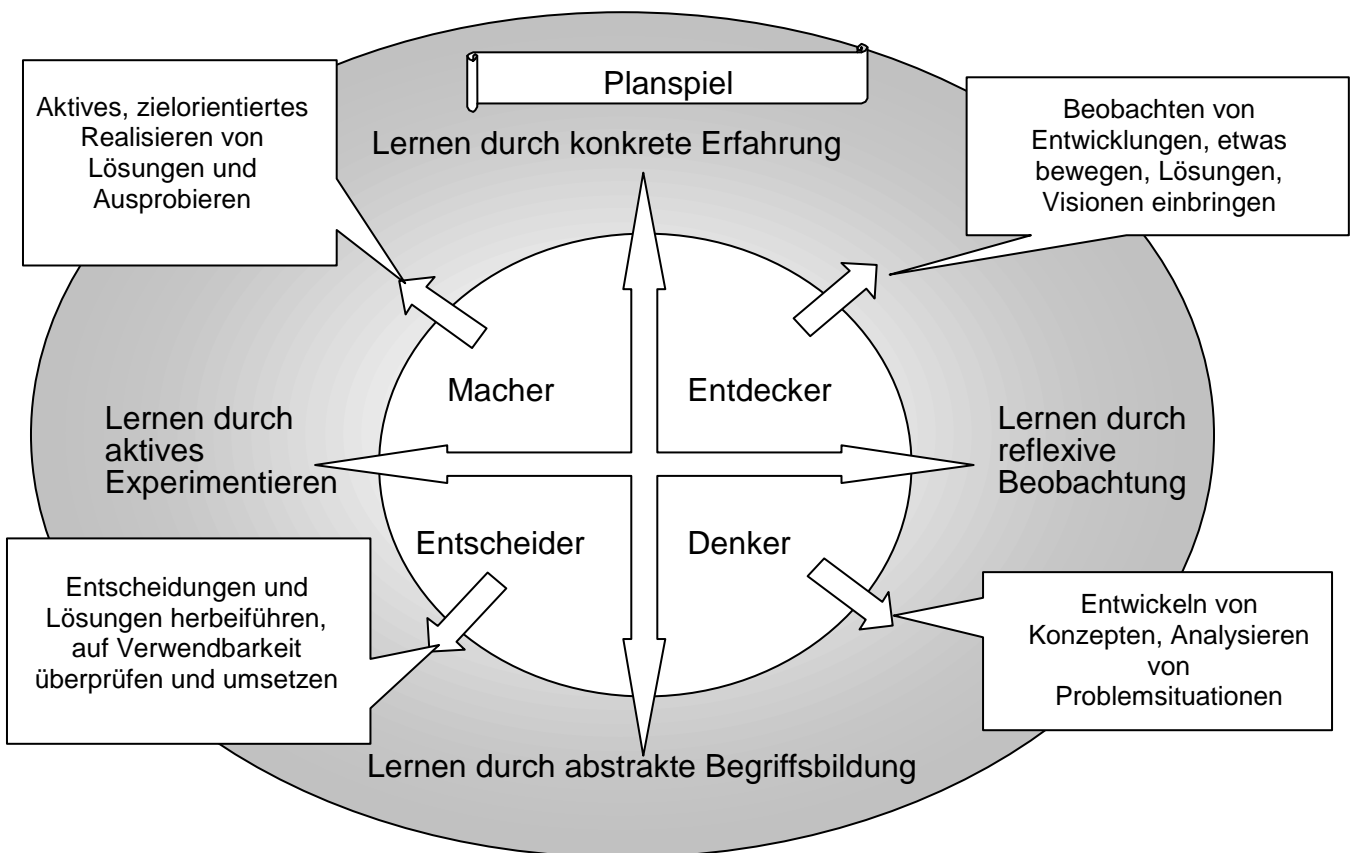 Planspiel
Aktives, zielorientiertes
Realisieren von
Lösungen und
Ausprobieren
Beobachten von
Entwicklungen, etwas
bewegen, Lösungen,
Visionen einbringen
Lernen durch konkrete Erfahrung
Macher
Entdecker
Lernen durch
aktives
Experimentieren
Lernen durch
reflexive
Beobachtung
Entscheider
Denker
Entscheidungen und
Lösungen herbeiführen,
auf Verwendbarkeit
überprüfen und umsetzen
Entwickeln von
Konzepten, Analysieren
von
Problemsituationen
Lernen durch abstrakte Begriffsbildung